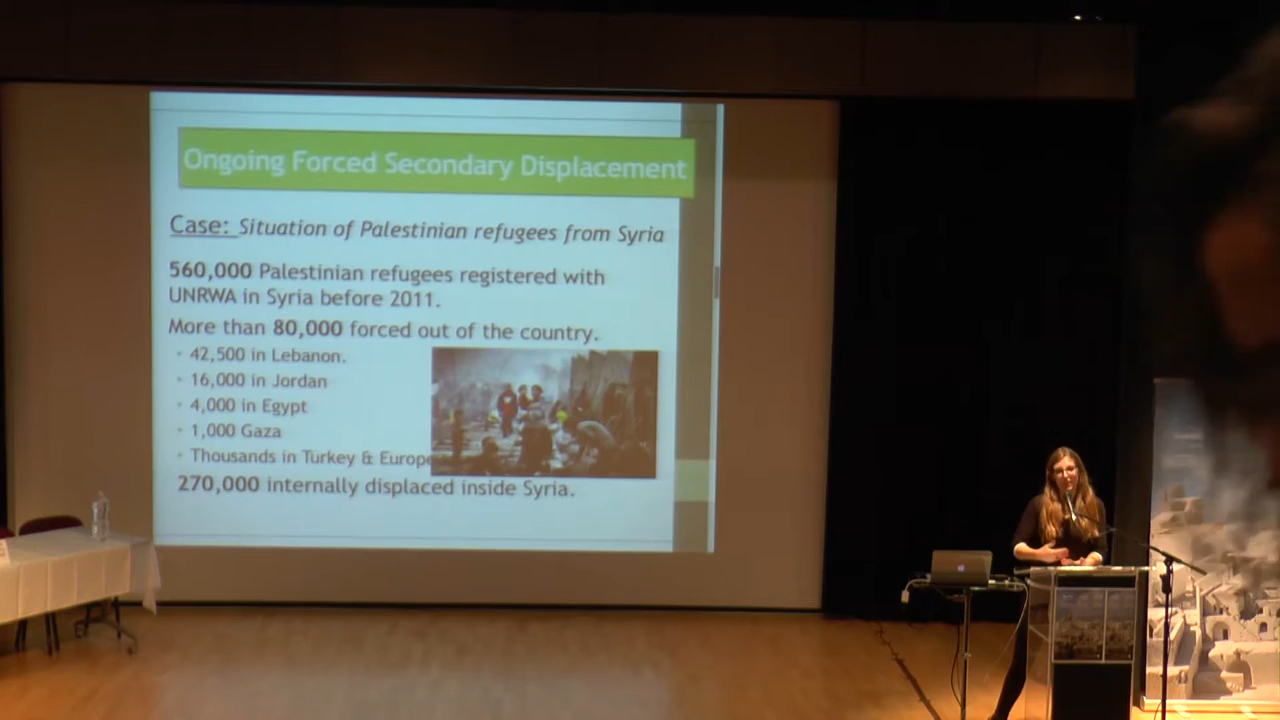 Ongoing Forced Secondary Displacement
Case: Situation of Palestinian refugees from Syria
560,000 Palestinian refugees registered with
UNRWA in Syria before 2011.
More than 80,000 forced out of the country.
• 42,500 in Lebanon.
• 16,000 in Jordan
• 4,000 in Egypt
• 1,000 Gaza
• Thousands in Turkey & Europe
270,000 internally displaced inside Syria.